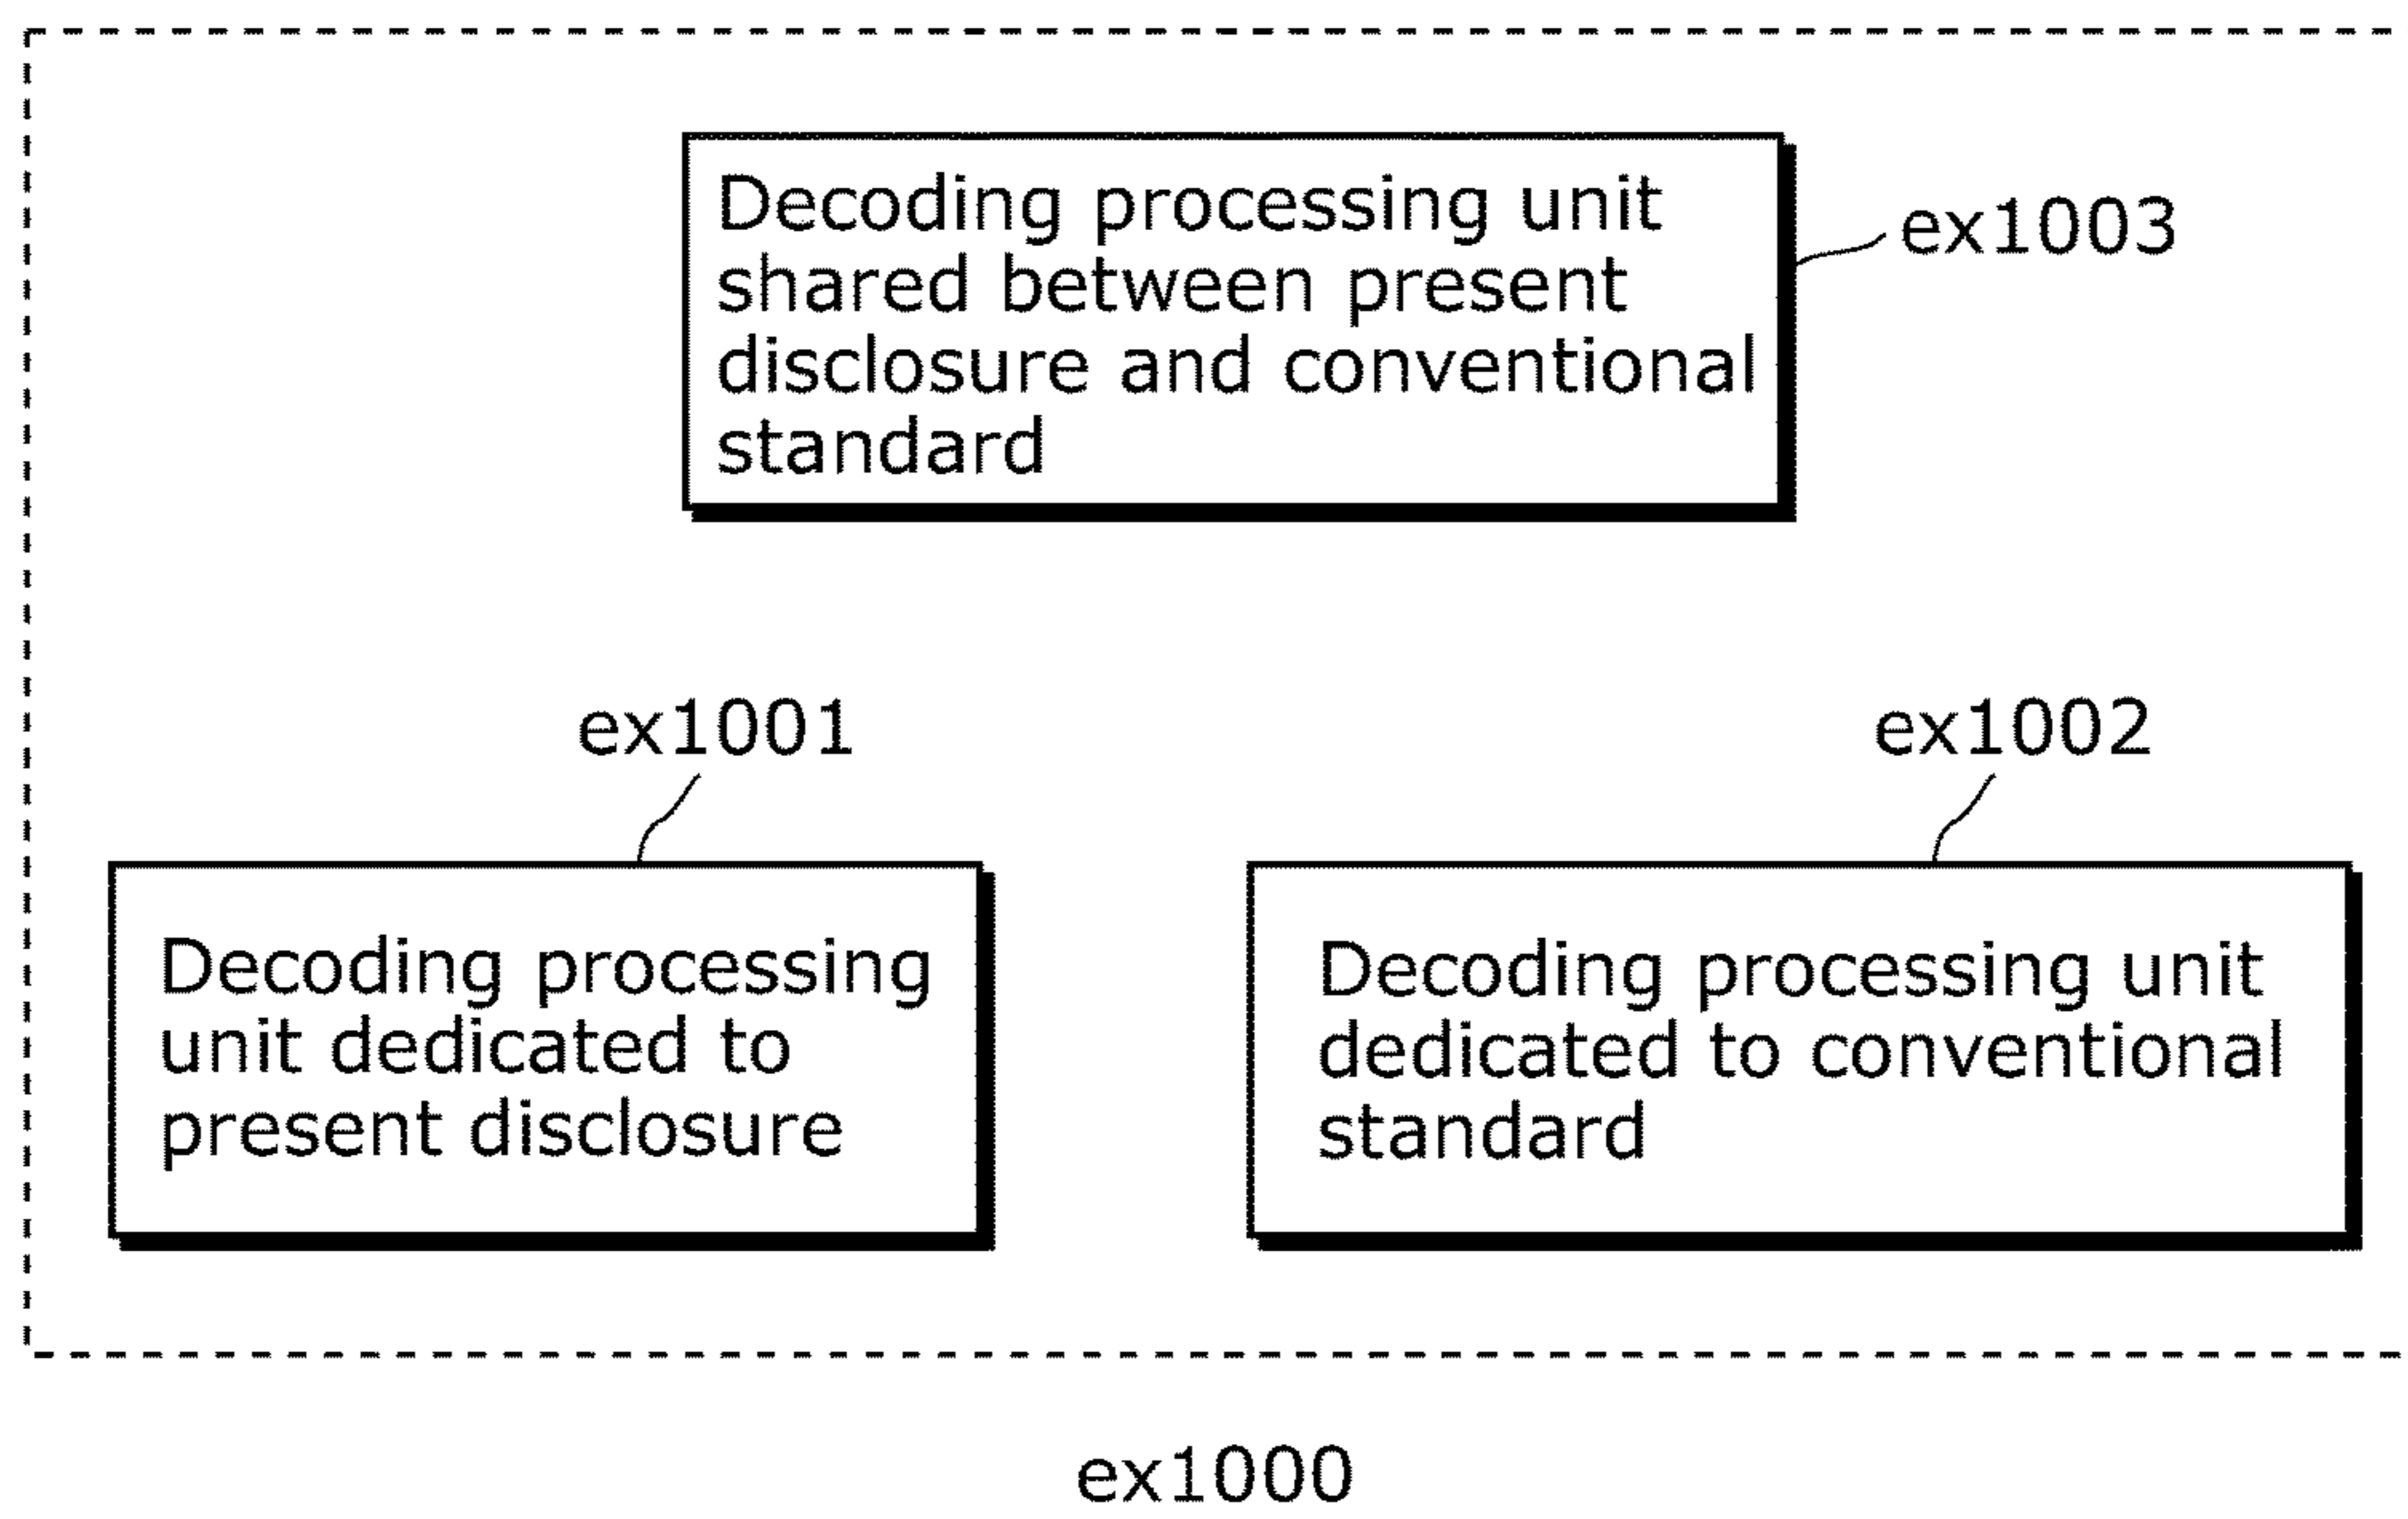 Decoding processing unit
shared between present
disclosure and conventional
standard
ex1003
ex1001
ex1002
Decoding processing
unit dedicated to
present disclosure
Decoding processing unit
dedicated to conventional
standard
ex1000